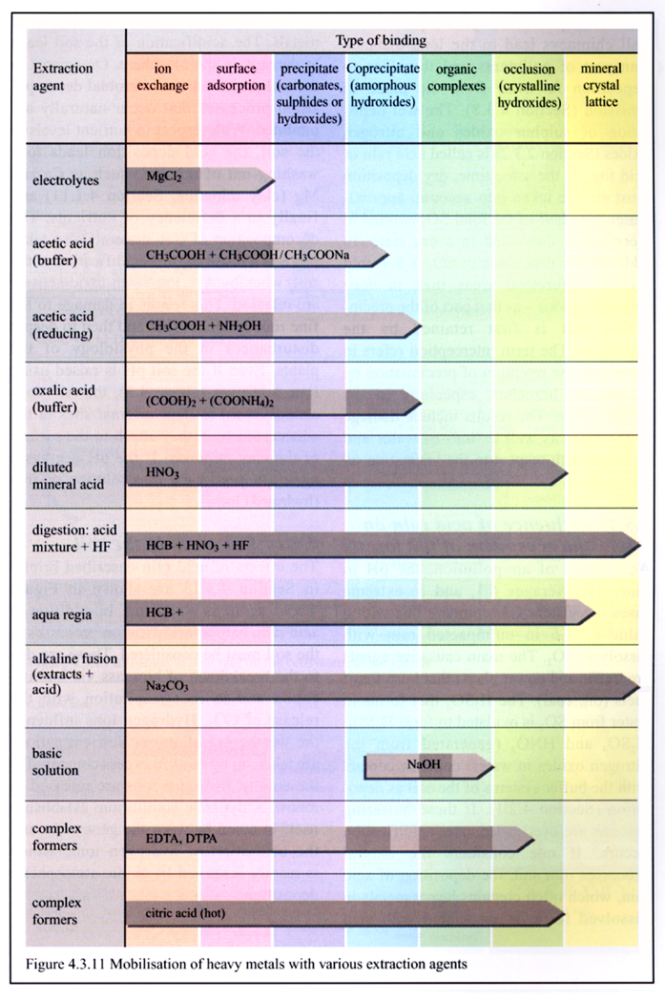 Type of binding
Extraction
agent
ion
exchange
surface
adsorption
precipitate
(carbonates,
sulphides or
hydroxides)
Coprecipitate
(amorphous
hydroxides)
organic
complexes
occlusion
(crystalline
hydroxides)
mineral
crystal
lattice
electrolytes
MgCl2
acetic acid
(buffer)
CH3COOH + CH3COOH/CH3COONa
acetic acid
(reducing)
CH3COOH + NH2OH
oxalic acid
(buffer)
(COOH)2 + (COONH4)2
diluted
mineral acid
HNO3
digestion: acid
mixture + HF
HCB + HNO3 + HF
aqua regia
HCB +
alkaline fusion
(extracts +
acid)
Na2CO3
basic
solution
NaOH
complex
formers
EDTA, DTPA
complex
formers
citric acid (hot)
Figure 4.3.11 Mobilisation of heavy metals with various extraction agents